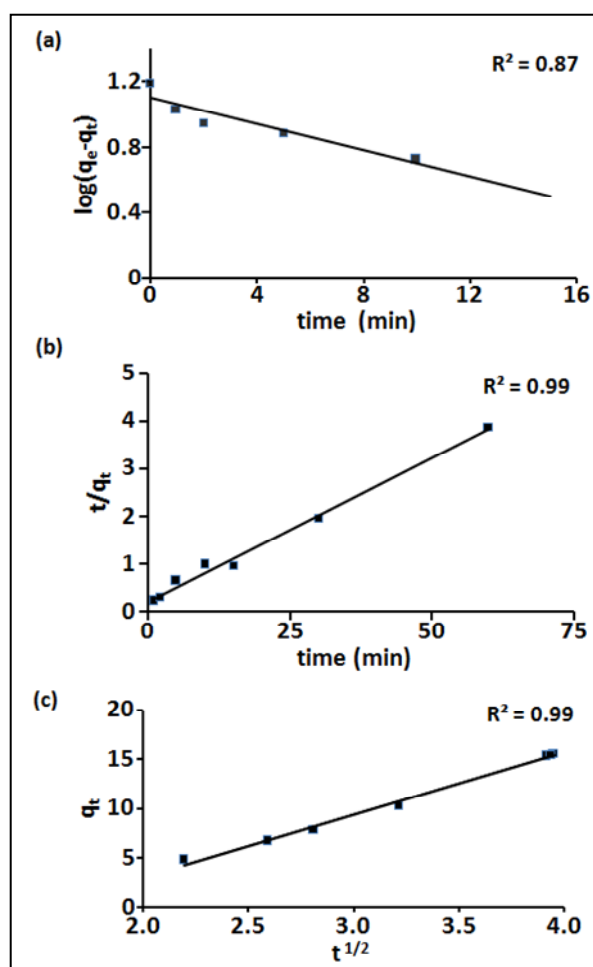 (a)
R² = 0.87
1.2
0.8
0.4
0
log(qₑ-qₜ)
0 4 8 12 16
time (min)
(b)
R² = 0.99
5
4
3
2
1
0
t/qₜ
0 25 50 75
time (min)
(c)
R² = 0.99
20
15
10
5
0
qₜ
2.0 2.5 3.0 3.5 4.0
t¹/²